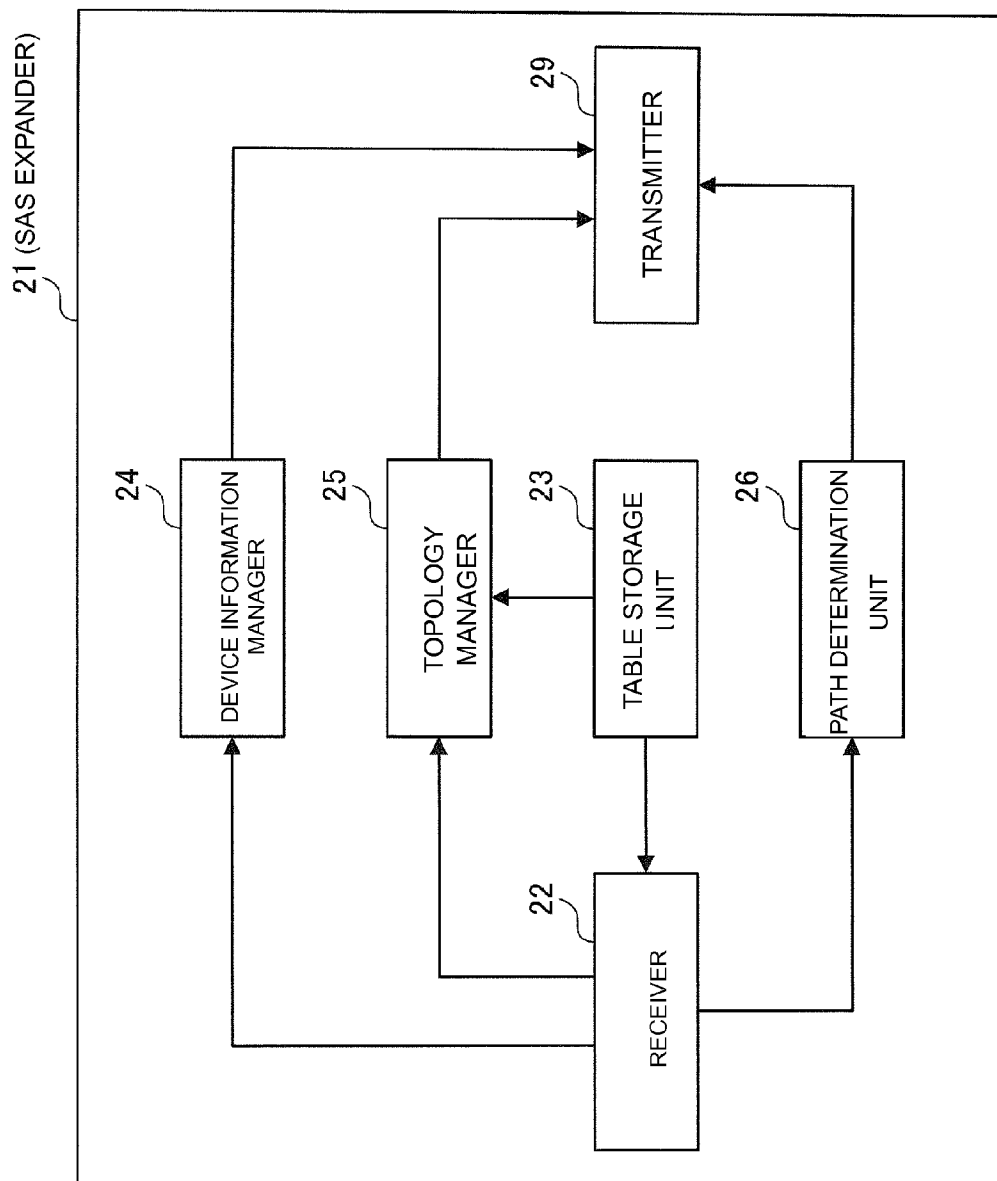 21 (SAS EXPANDER)
24
DEVICE INFORMATION
MANAGER
25
TOPOLOGY
MANAGER
22
RECEIVER
23
TABLE STORAGE
UNIT
29
TRANSMITTER
26
PATH DETERMINATION
UNIT